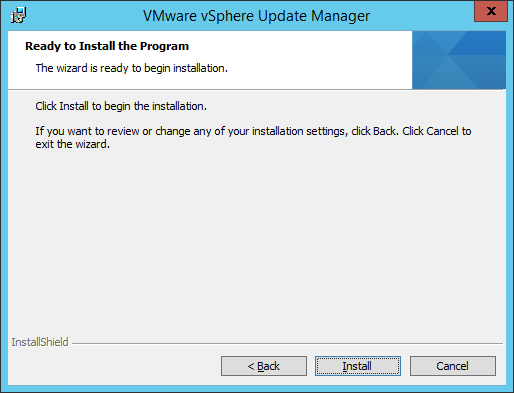 VMware vSphere Update Manager
x
Ready to Install the Program
The wizard is ready to begin installation.
Click Install to begin the installation.
If you want to review or change any of your installation settings, click Back. Click Cancel to
exit the wizard.
InstallShield
< Back
Install
Cancel